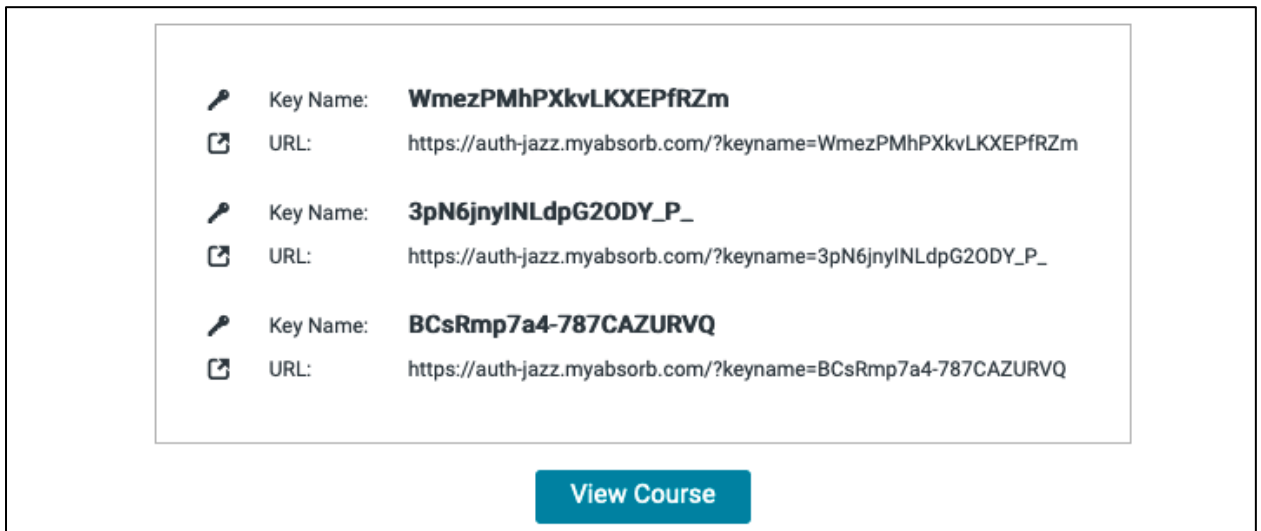 Key Name: WmezPMhPXkvLKXEPfRZm
URL: https://auth-jazz.myabsorb.com/?keyname=WmezPMhPXkvLKXEPfRZm
Key Name: 3pN6jnyINLdpG2ODY_P_
URL: https://auth-jazz.myabsorb.com/?keyname=3pN6jnyINLdpG2ODY_P_
Key Name: BCsRmp7a4-787CAZURVQ
URL: https://auth-jazz.myabsorb.com/?keyname=BCsRmp7a4-787CAZURVQ
View Course